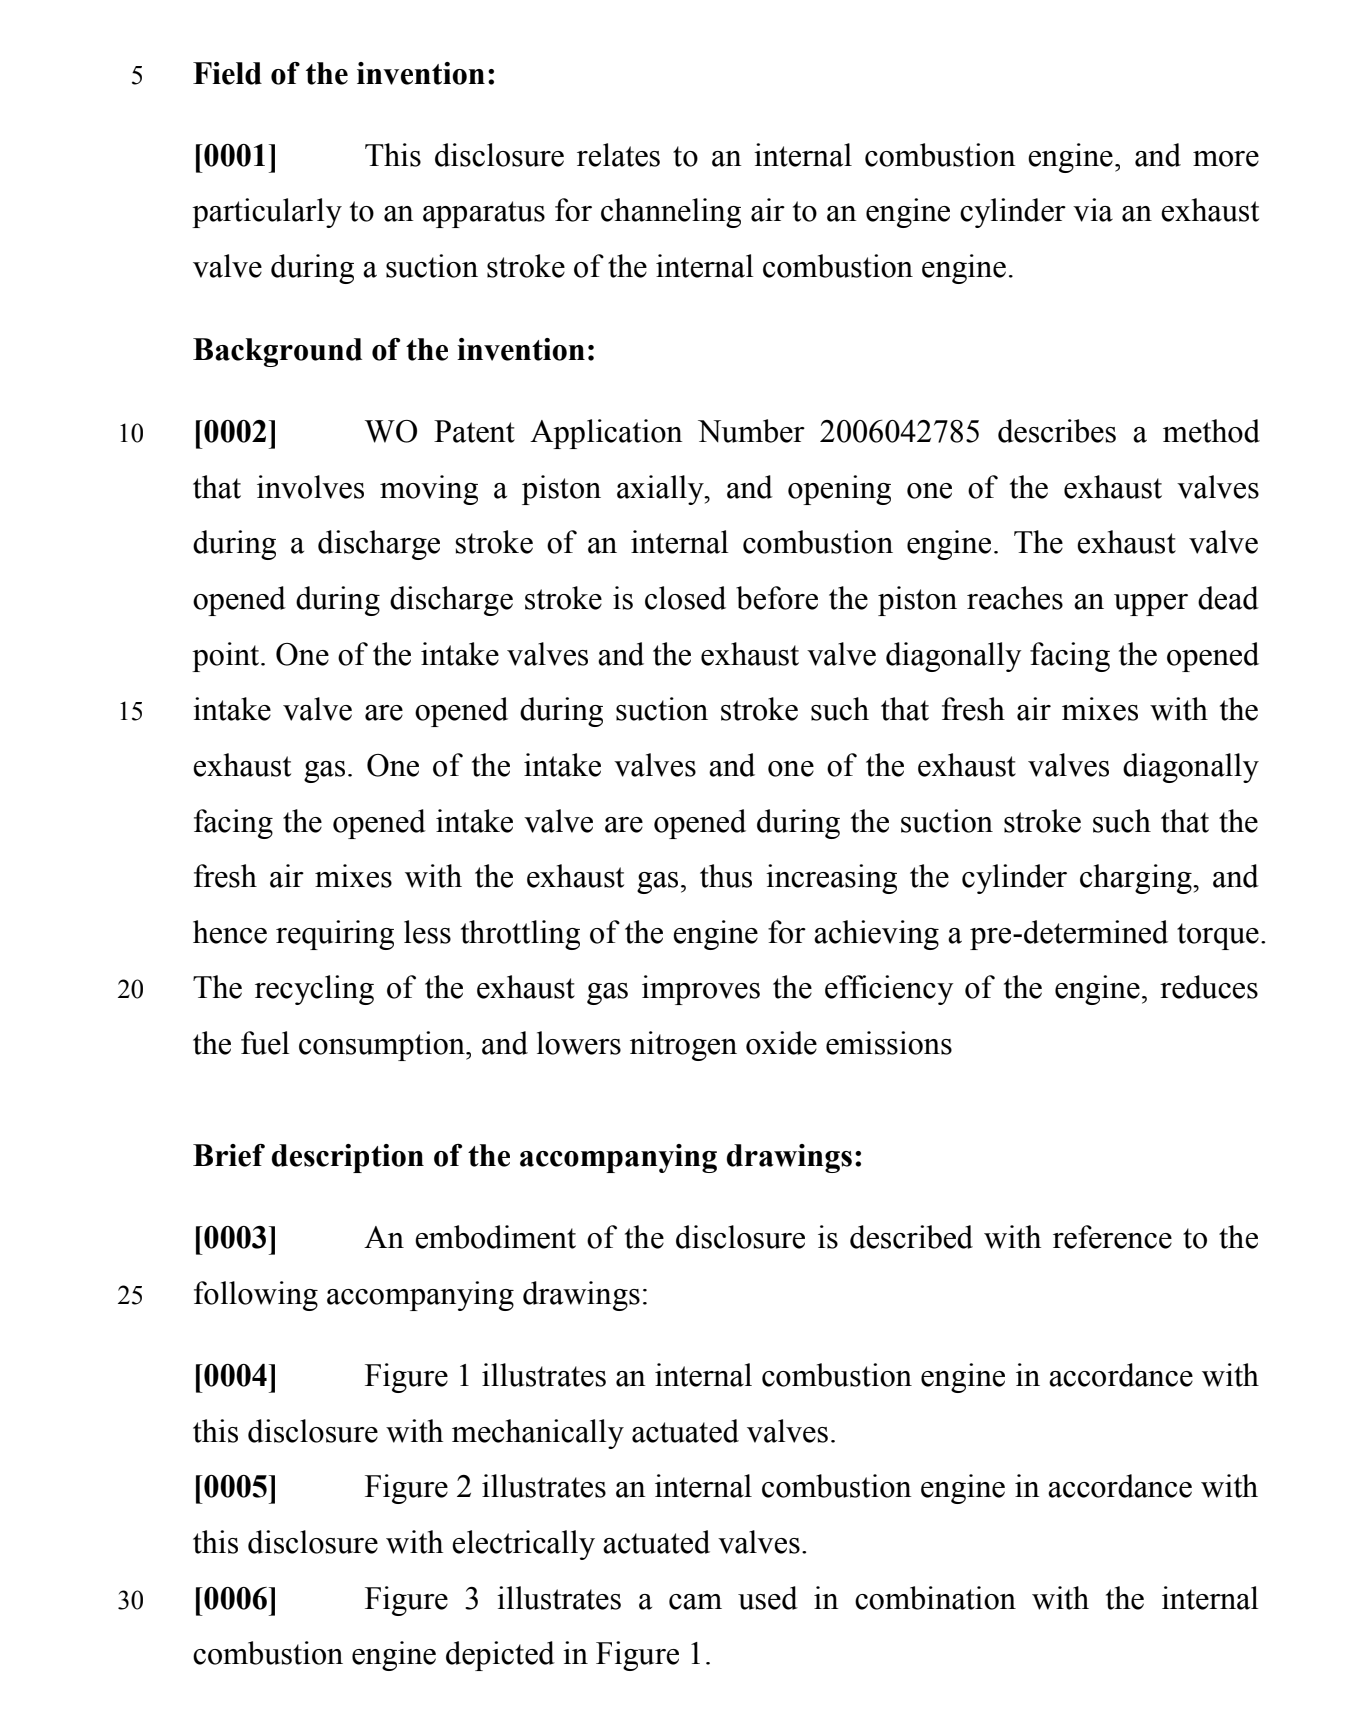 5 Field of the invention:
[0001] This disclosure relates to an internal combustion engine, and more
particularly to an apparatus for channeling air to an engine cylinder via an exhaust
valve during a suction stroke of the internal combustion engine.
Background of the invention:
10 [0002] WO Patent Application Number 2006042785 describes a method
that involves moving a piston axially, and opening one of the exhaust valves
during a discharge stroke of an internal combustion engine. The exhaust valve
opened during discharge stroke is closed before the piston reaches an upper dead
point. One of the intake valves and the exhaust valve diagonally facing the opened
15 intake valve are opened during suction stroke such that fresh air mixes with the
exhaust gas. One of the intake valves and one of the exhaust valves diagonally
facing the opened intake valve are opened during the suction stroke such that the
fresh air mixes with the exhaust gas, thus increasing the cylinder charging, and
hence requiring less throttling of the engine for achieving a pre-determined torque.
20 The recycling of the exhaust gas improves the efficiency of the engine, reduces
the fuel consumption, and lowers nitrogen oxide emissions
Brief description of the accompanying drawings:
[0003] An embodiment of the disclosure is described with reference to the
25 following accompanying drawings:
[0004] Figure 1 illustrates an internal combustion engine in accordance with
this disclosure with mechanically actuated valves.
[0005] Figure 2 illustrates an internal combustion engine in accordance with
this disclosure with electrically actuated valves.
30 [0006] Figure 3 illustrates a cam used in combination with the internal
combustion engine depicted in Figure 1.